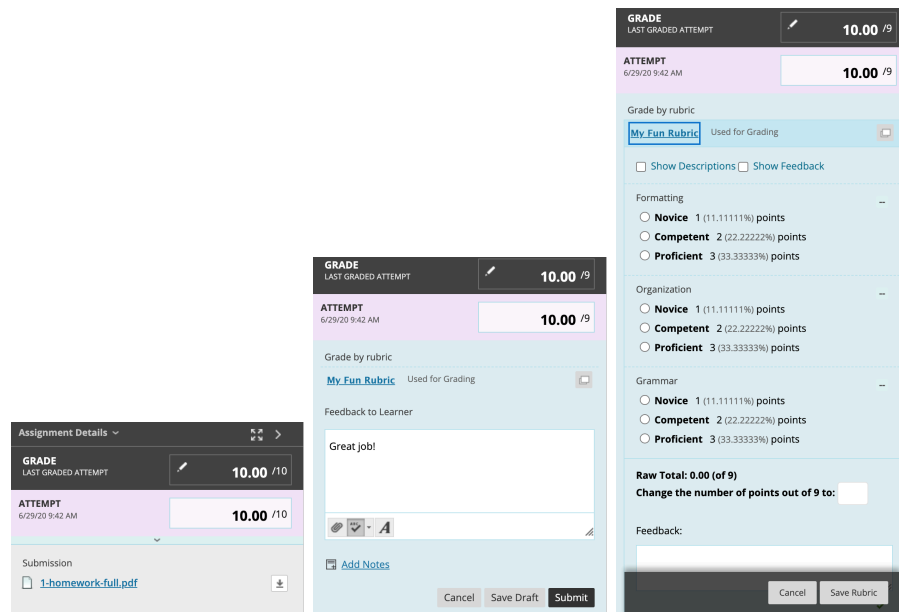 Assignment Details
GRADE
LAST GRADED ATTEMPT
10.00 /10
ATTEMPT
6/29/20 9:42 AM
10.00 /10
Submission
1-homework-full.pdf
GRADE
LAST GRADED ATTEMPT
10.00 /9
ATTEMPT
6/29/20 9:42 AM
10.00 /9
Grade by rubric
My Fun Rubric Used for Grading
Feedback to Learner
Great job!
A
Add Notes
Cancel Save Draft Submit
GRADE
LAST GRADED ATTEMPT
10.00 /9
ATTEMPT
6/29/20 9:42 AM
10.00 /9
Grade by rubric
My Fun Rubric Used for Grading
Show Descriptions Show Feedback
Formatting
Novice 1 (11.11111%) points
Competent 2 (22.22222%) points
Proficient 3 (33.33333%) points
Organization
Novice 1 (11.11111%) points
Competent 2 (22.22222%) points
Proficient 3 (33.33333%) points
Grammar
Novice 1 (11.11111%) points
Competent 2 (22.22222%) points
Proficient 3 (33.33333%) points
Raw Total: 0.00 (of 9)
Change the number of points out of 9 to:
Feedback:
Cancel Save Rubric